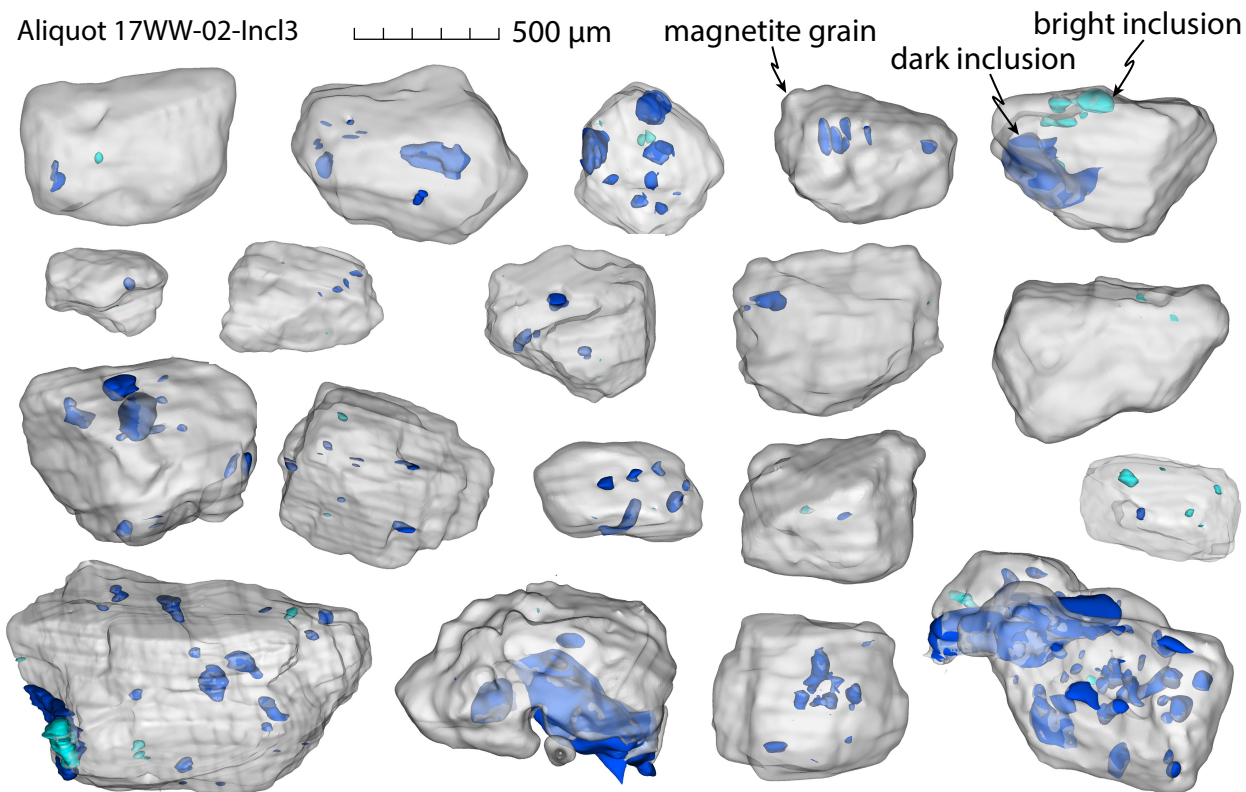 Aliquot 17WW-02-Incl3
500 µm
magnetite grain
bright inclusion
dark inclusion